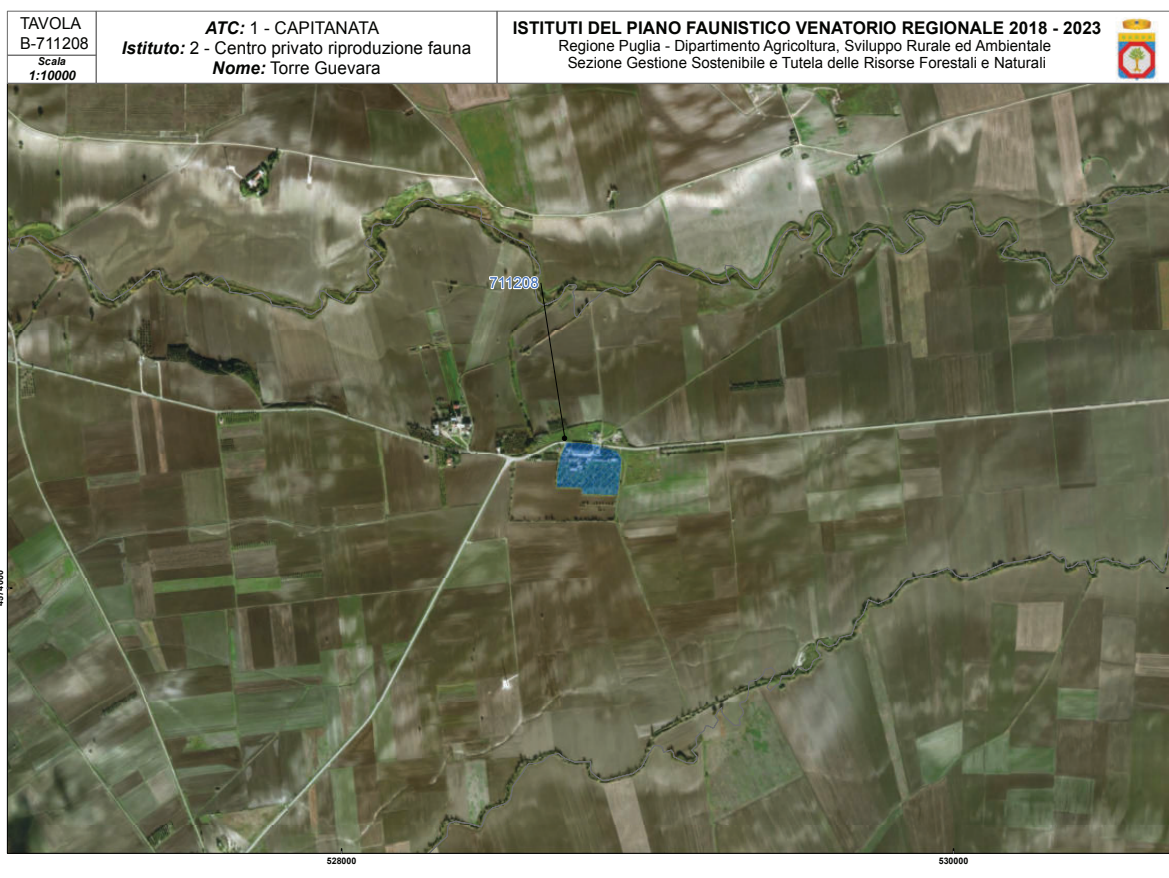 TAVOLA
B-711208
Scala
1:10000
ATC: 1 - CAPITANATA
Istituto: 2 - Centro privato riproduzione fauna
Nome: Torre Guevara
ISTITUTI DEL PIANO FAUNISTICO VENATORIO REGIONALE 2018 - 2023
Regione Puglia - Dipartimento Agricoltura, Sviluppo Rurale ed Ambientale
Sezione Gestione Sostenibile e Tutela delle Risorse Forestali e Naturali
711208
528000
530000